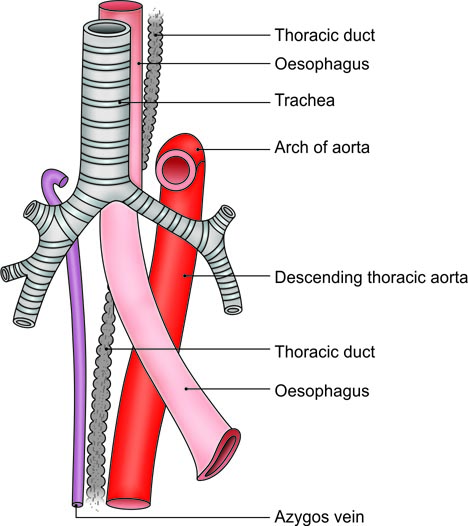 Thoracic duct
Oesophagus
Trachea
Arch of aorta
Descending thoracic aorta
Thoracic duct
Oesophagus
Azygos vein